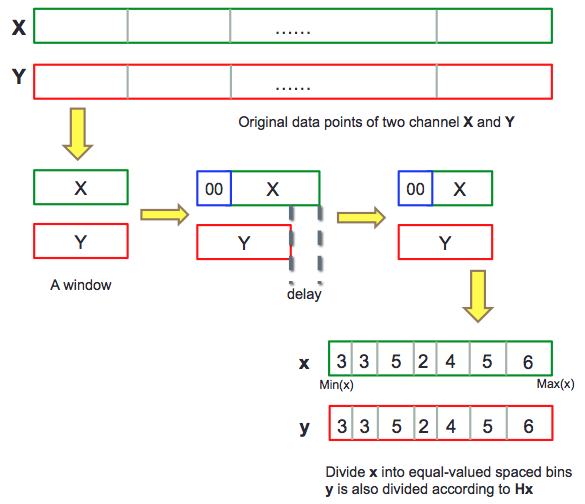 X
......
Y
......
Original data points of two channel X and Y
X
00 X
00 X
Y
Y
Y
A window
delay
x
3 3 5 2 4 5 6
Min(x)
Max(x)
y
3 3 5 2 4 5 6
Divide x into equal-valued spaced bins
y is also divided according to Hx